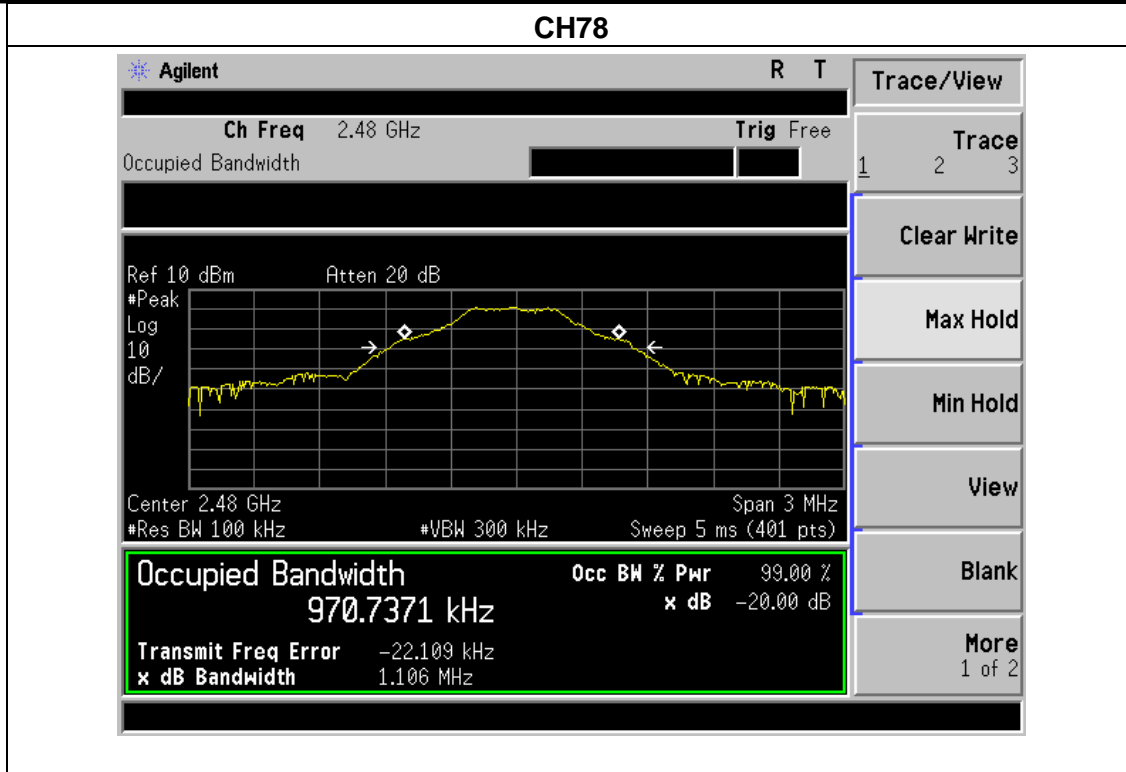 CH78
Agilent R T
Trace/View
Ch Freq 2.48 GHz Trig Free
Occupied Bandwidth
Trace
1 2 3
Clear Write
Ref 10 dBm Atten 20 dB
#Peak
Log
10
dB/
Max Hold
Min Hold
View
Center 2.48 GHz Span 3 MHz
#Res BW 100 kHz #VBW 300 kHz Sweep 5 ms (401 pts)
Occupied Bandwidth Occ BW % Pwr 99.00 %
970.7371 kHz x dB -20.00 dB
Blank
Transmit Freq Error -22.109 kHz
x dB Bandwidth 1.106 MHz
More
1 of 2